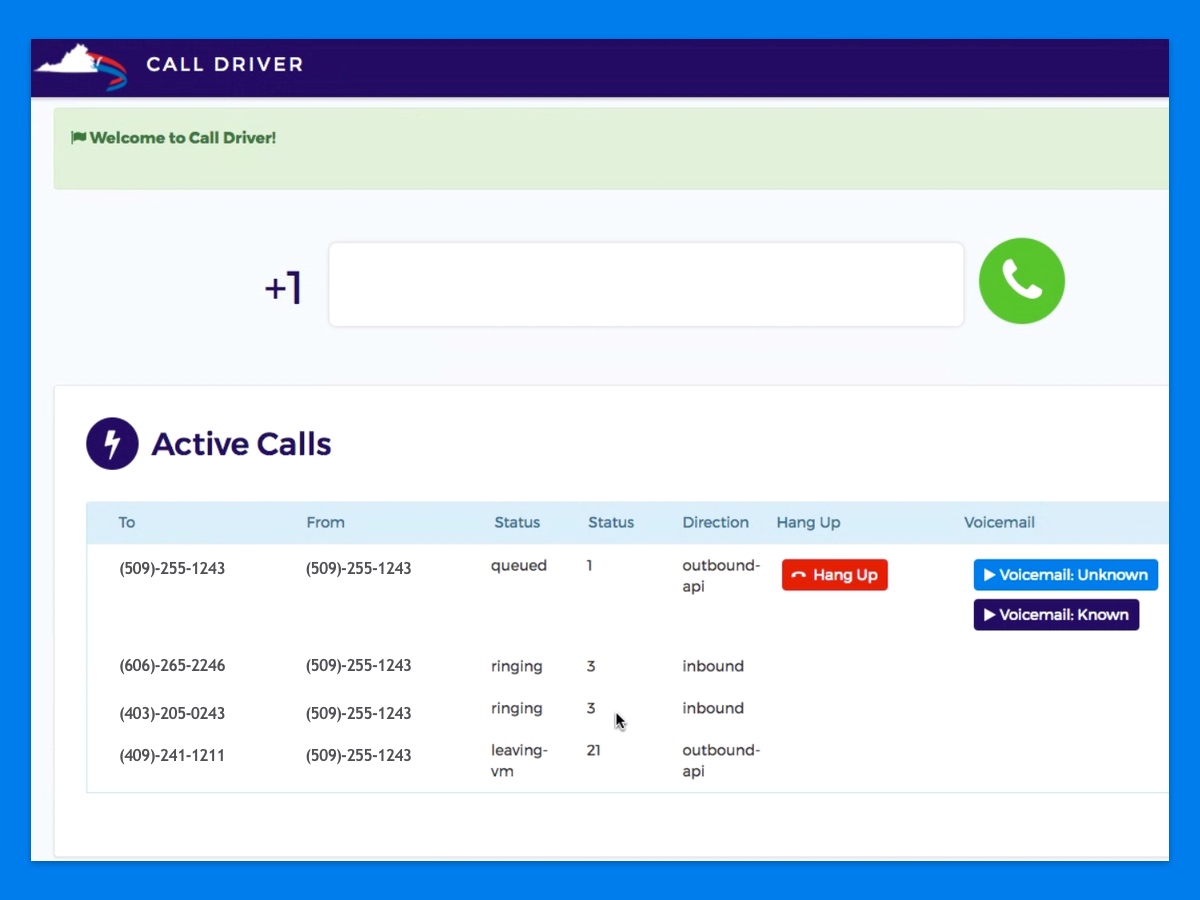 CALL DRIVER
Welcome to Call Driver!
+1
Active Calls
To From Status Status Direction Hang Up Voicemail
(509)-255-1243 (509)-255-1243 queued 1 outbound- Hang Up Voicemail: Unknown
api
Voicemail: Known
(606)-265-2246 (509)-255-1243 ringing 3 inbound
(403)-205-0243 (509)-255-1243 ringing 3 inbound
(409)-241-1211 (509)-255-1243 leaving- 21 outbound-
vm api